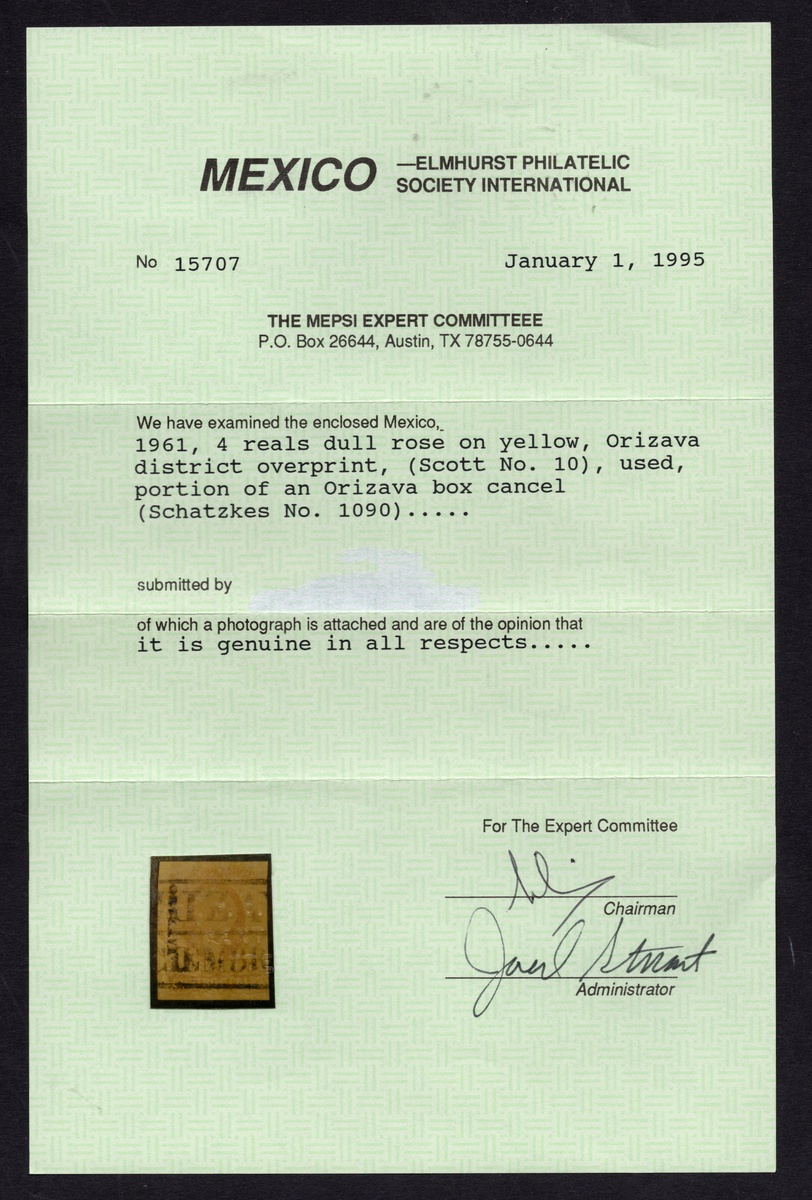 MEXICO —ELMHURST PHILATELIC
SOCIETY INTERNATIONAL
No 15707
January 1, 1995
THE MEPSI EXPERT COMMITTEEE
P.O. Box 26644, Austin, TX 78755-0644
We have examined the enclosed Mexico,
1961, 4 reals dull rose on yellow, Orizava
district overprint, (Scott No. 10), used,
portion of an Orizava box cancel
(Schatzkes No. 1090).....
submitted by
of which a photograph is attached and are of the opinion that
it is genuine in all respects.....
For The Expert Committee
Chairman
Joerl Stuart
Administrator